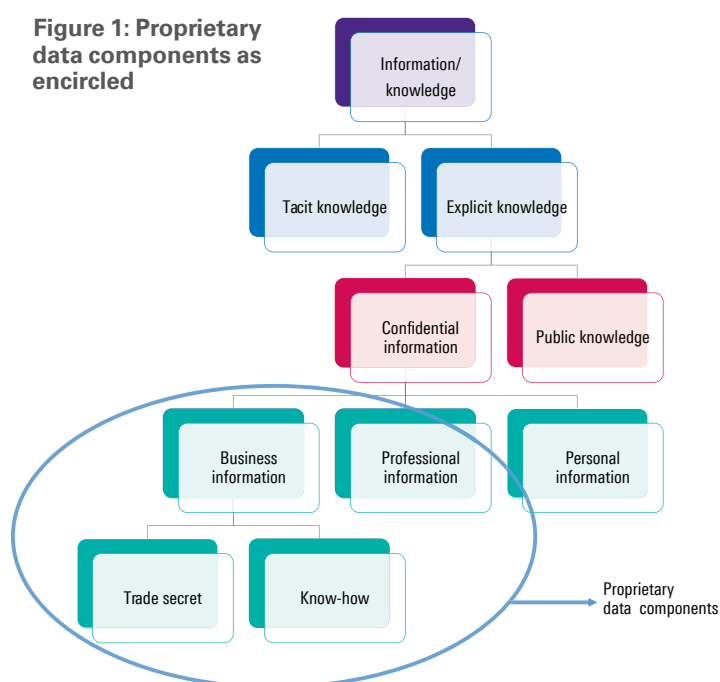 Figure 1: Proprietary
data components as
encircled
Information/
knowledge
Tacit knowledge
Explicit knowledge
Confidential
information
Public knowledge
Business
information
Professional
information
Personal
information
Trade secret
Know-how
Proprietary
data components